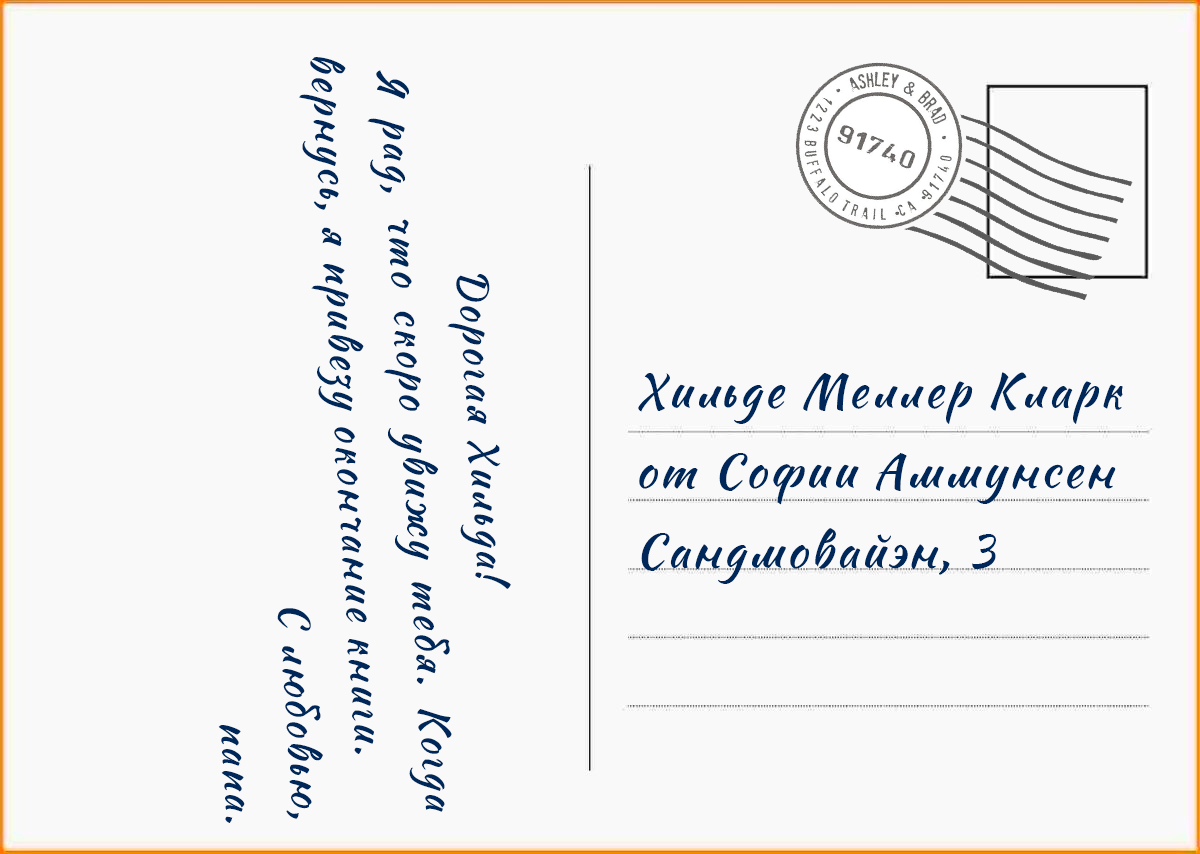 Дорогая Хильда!
Я рад, что скоро увижу тебя. Когда
вернусь, я привезу окончание книги.
С любовью,
папа.
ASHLEY & BRAD
91740
1223 BUFFALO TRAIL • CA • 91740
Хильде Меллер Кларк
от Софии Аммунсен
Сандмовайэн, 3